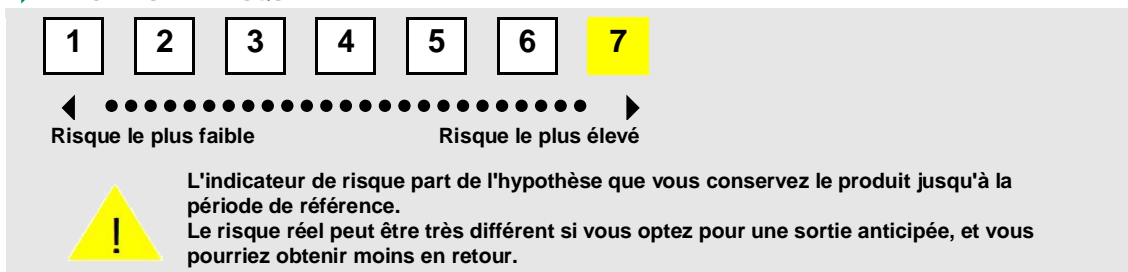 1 2 3 4 5 6 7
Risque le plus faible Risque le plus élevé
L'indicateur de risque part de l'hypothèse que vous conservez le produit jusqu'à la
période de référence.
! Le risque réel peut être très différent si vous optez pour une sortie anticipée, et vous
pourriez obtenir moins en retour.